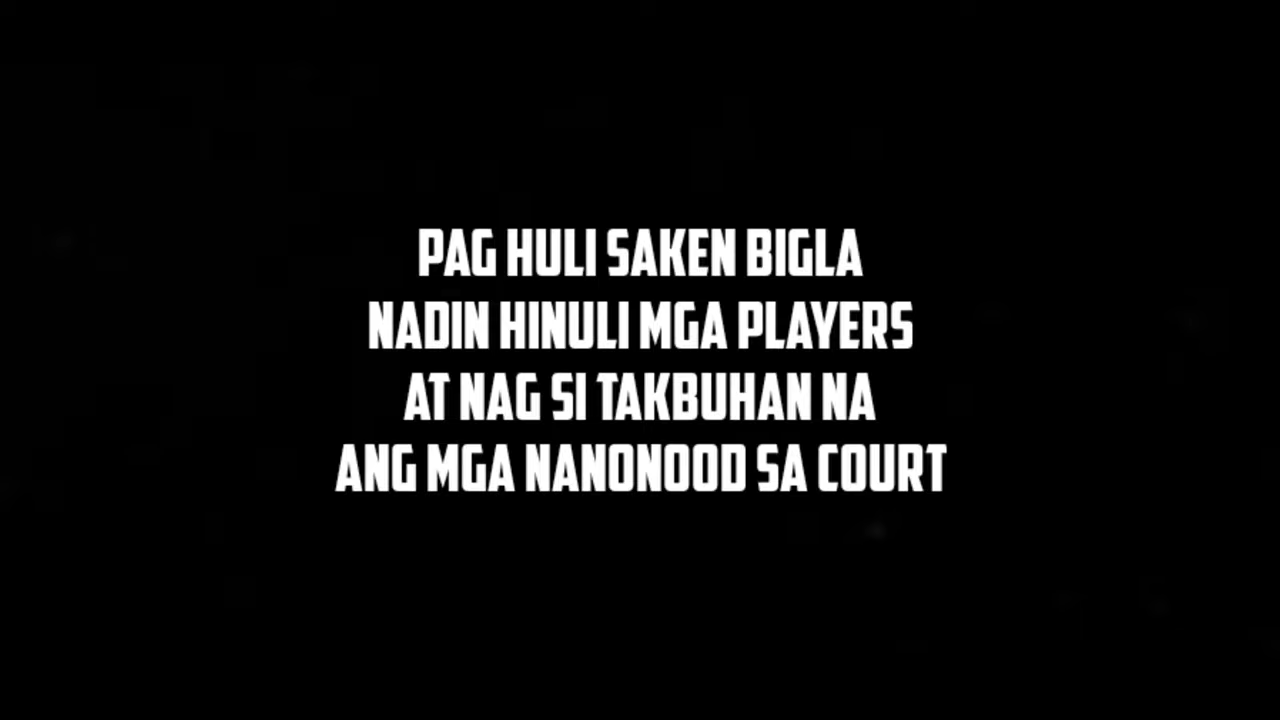 PAG HULI SAKEN BIGLA
NADIN HINULI MGA PLAYERS
AT NAG SI TAKBUHAN NA
ANG MGA NANONOOD SA COURT